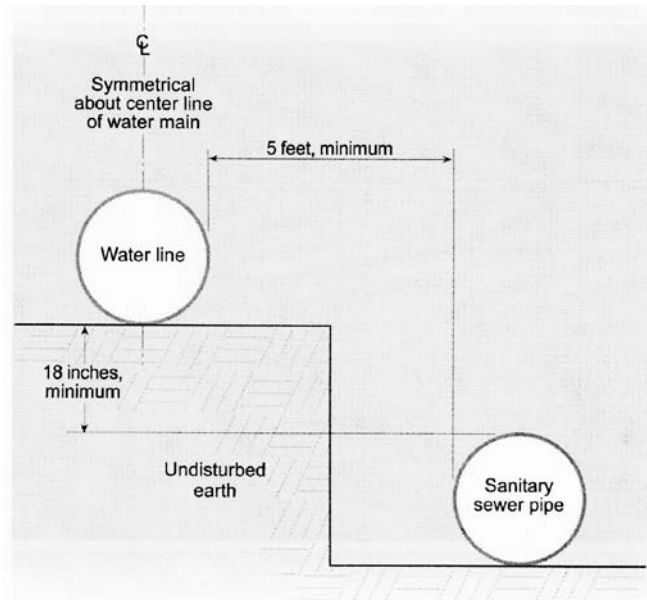 ℄
Symmetrical
about center line
of water main
5 feet, minimum
Water line
18 inches,
minimum
Undisturbed
earth
Sanitary
sewer pipe